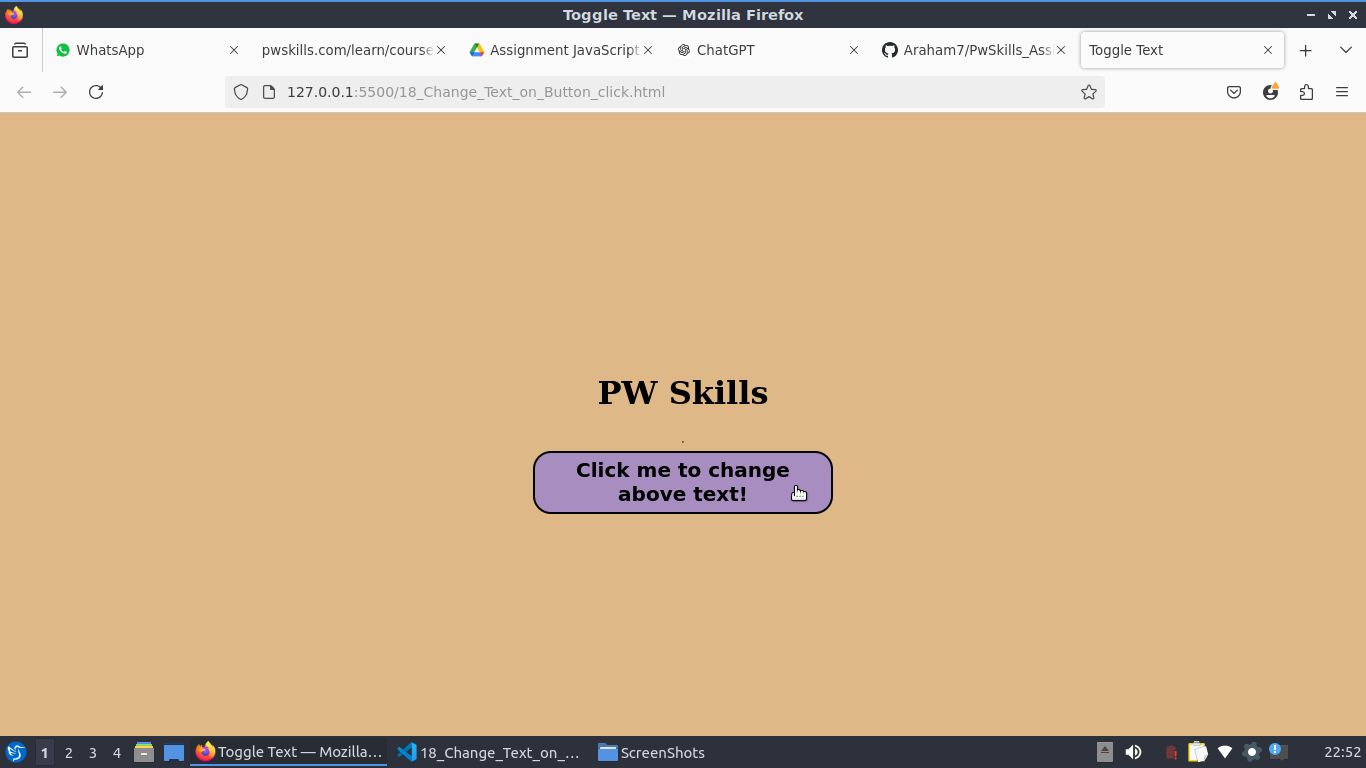 Toggle Text — Mozilla Firefox
WhatsApp
pwskills.com/learn/course
Assignment JavaScript
ChatGPT
Araham7/PwSkills_Ass
Toggle Text
127.0.0.1:5500/18_Change_Text_on_Button_click.html
PW Skills
.
Click me to change
above text!
1
2
3
4
Toggle Text — Mozilla...
18_Change_Text_on_...
ScreenShots
22:52